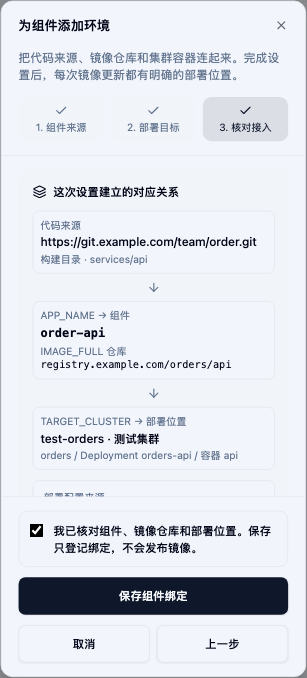 为组件添加环境
把代码来源、镜像仓库和集群容器连起来。完成设
置后，每次镜像更新都有明确的部署位置。
1. 组件来源
2. 部署目标
3. 核对接入
这次设置建立的对应关系
代码来源
https://git.example.com/team/order.git
构建目录 · services/api
APP_NAME → 组件
order-api
IMAGE_FULL 仓库
registry.example.com/orders/api
TARGET_CLUSTER → 部署位置
test-orders · 测试集群
orders / Deployment orders-api / 容器 api
部署配置来源
我已核对组件、镜像仓库和部署位置。保存
只登记绑定，不会发布镜像。
保存组件绑定
取消
上一步